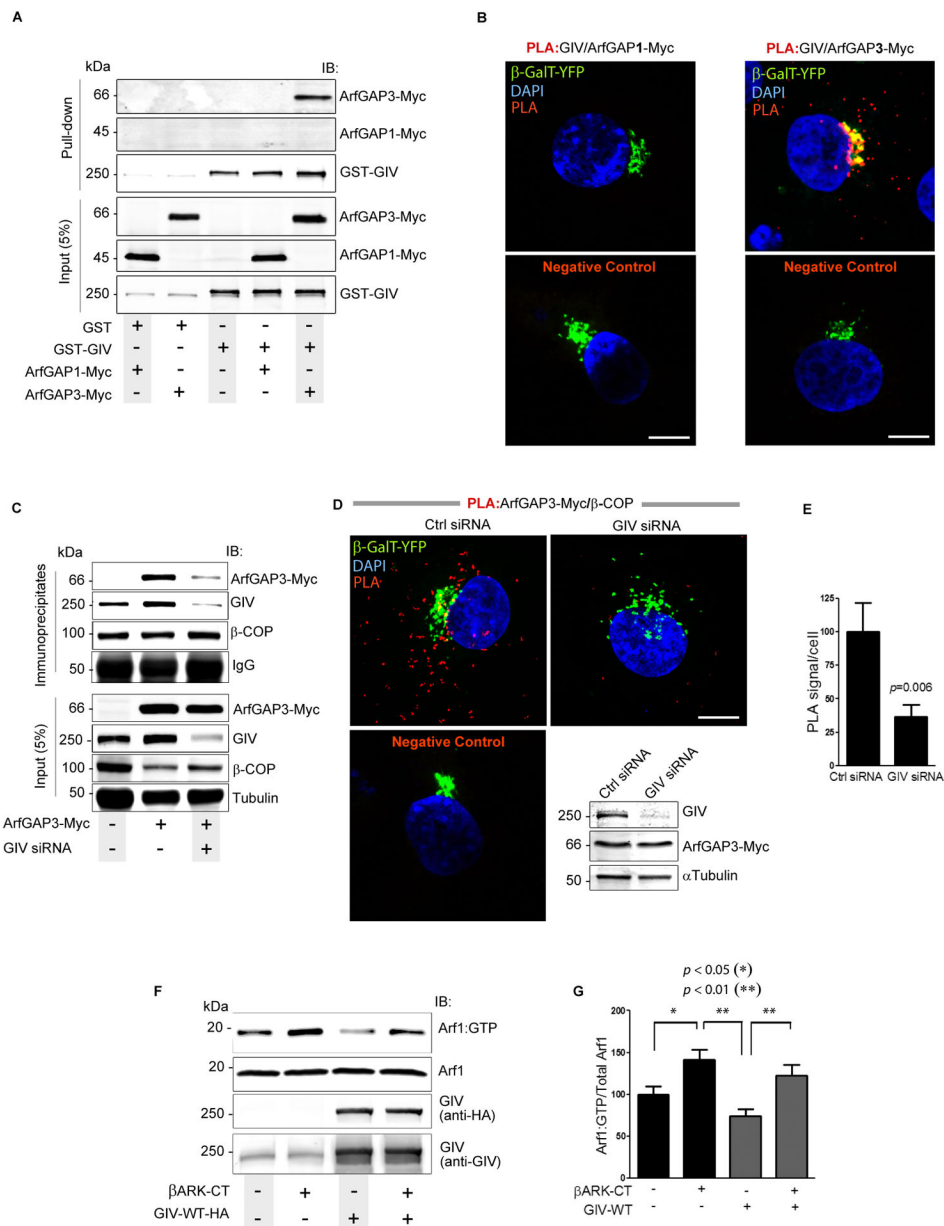 A
kDa
IB:
Pull-down
66
ArfGAP3-Myc
45
ArfGAP1-Myc
250
GST-GIV
Input (5%)
66
ArfGAP3-Myc
45
ArfGAP1-Myc
250
GST-GIV
GST + + - - -
GST-GIV - - + + +
ArfGAP1-Myc + - - + -
ArfGAP3-Myc - + - - +
B
PLA:GIV/ArfGAP1-Myc
β-GalT-YFP
DAPI
PLA
Negative Control
PLA:GIV/ArfGAP3-Myc
β-GalT-YFP
DAPI
PLA
Negative Control
C
kDa
IB:
Immunoprecipitates
66
ArfGAP3-Myc
250
GIV
100
β-COP
50
IgG
Input (5%)
66
ArfGAP3-Myc
250
GIV
100
β-COP
50
Tubulin
ArfGAP3-Myc - + +
GIV siRNA - - +
D
PLA:ArfGAP3-Myc/β-COP
Ctrl siRNA
GIV siRNA
β-GalT-YFP
DAPI
PLA
Negative Control
Ctrl siRNA
GIV siRNA
250
GIV
66
ArfGAP3-Myc
50
αTubulin
E
PLA signal/cell
125
100
75
50
25
0
p=0.006
Ctrl siRNA GIV siRNA
F
kDa
IB:
20
Arf1:GTP
20
Arf1
250
GIV
(anti-HA)
250
GIV
(anti-GIV)
βARK-CT - + - +
GIV-WT-HA - - + +
G
p < 0.05 (*)
p < 0.01 (**)
* ** **
Arf1:GTP/Total Arf1
200
150
100
50
0
βARK-CT - + - +
GIV-WT - - + +